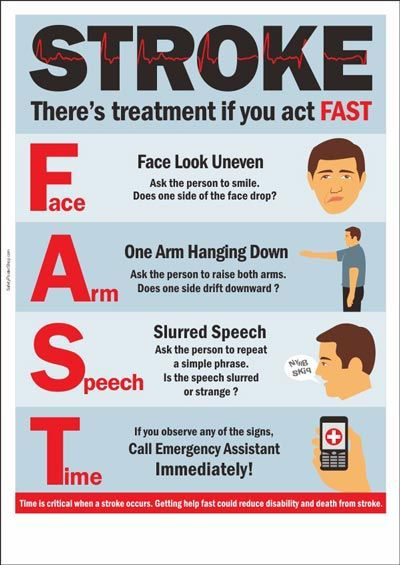 STROKE
There's treatment if you act FAST
Face
Face Look Uneven
Ask the person to smile.
Does one side of the face drop?
Arm
One Arm Hanging Down
Ask the person to raise both arms.
Does one side drift downward ?
Speech
Slurred Speech
Ask the person to repeat
a simple phrase.
Is the speech slurred
or strange ?
Time
If you observe any of the signs,
Call Emergency Assistant
Immediately!
Time is critical when a stroke occurs. Getting help fast could reduce disability and death from stroke.
SafetyPosterShop.com